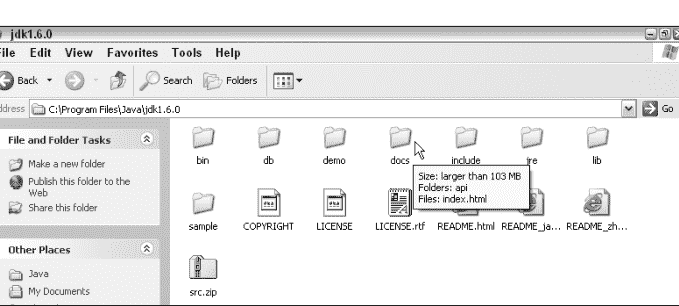 jdk1.6.0
File Edit View Favorites Tools Help
Back Search Folders
Address C:\Program Files\Java\jdk1.6.0 Go
File and Folder Tasks
Make a new folder
Publish this folder to the
Web
Share this folder
Other Places
Java
My Documents
bin db demo docs include jre lib
Size: larger than 103 MB
Folders: api
Files: index.html
sample COPYRIGHT LICENSE LICENSE.rtf README.html README_ja... README_zh...
src.zip